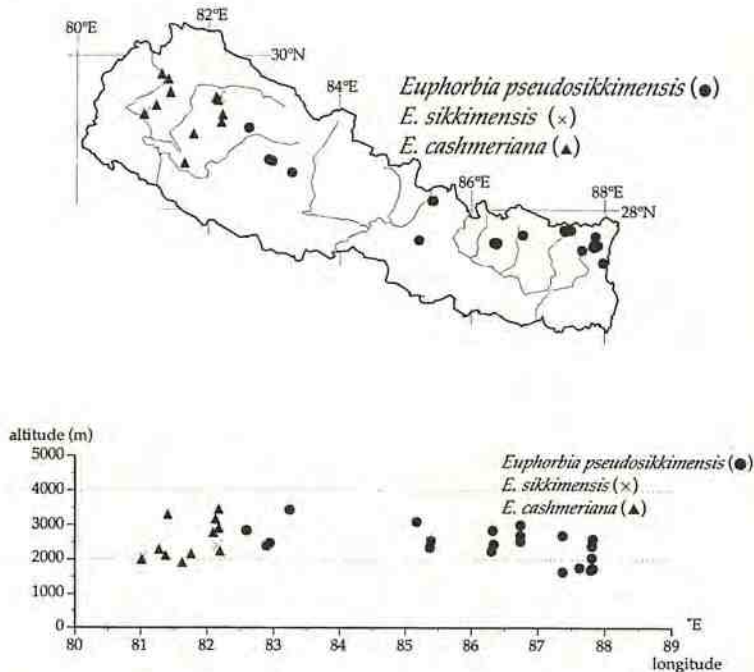 80°E
82°E
30°N
84°E
Euphorbia pseudosikkimensis (●)
E. sikkimensis (×)
E. cashmeriana (▲)
86°E
88°E
28°N
altitude (m)
5000
4000
3000
2000
1000
0
Euphorbia pseudosikkimensis (●)
E. sikkimensis (×)
E. cashmeriana (▲)
80 81 82 83 84 85 86 87 88 89
°E
longitude